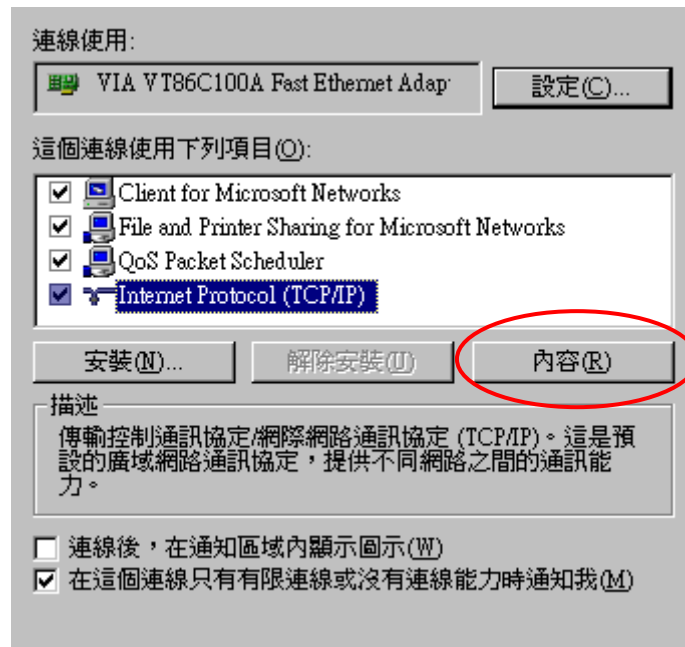 連線使用:
VIA VT86C100A Fast Ethernet Adap
設定(C)...
這個連線使用下列項目(O):
Client for Microsoft Networks
File and Printer Sharing for Microsoft Networks
QoS Packet Scheduler
Internet Protocol (TCP/IP)
安裝(N)...
解除安裝(U)
內容(R)
描述
傳輸控制通訊協定/網際網路通訊協定 (TCP/IP)。這是預
設的廣域網路通訊協定，提供不同網路之間的通訊能
力。
連線後，在通知區域內顯示圖示(W)
在這個連線只有有限連線或沒有連線能力時通知我(M)